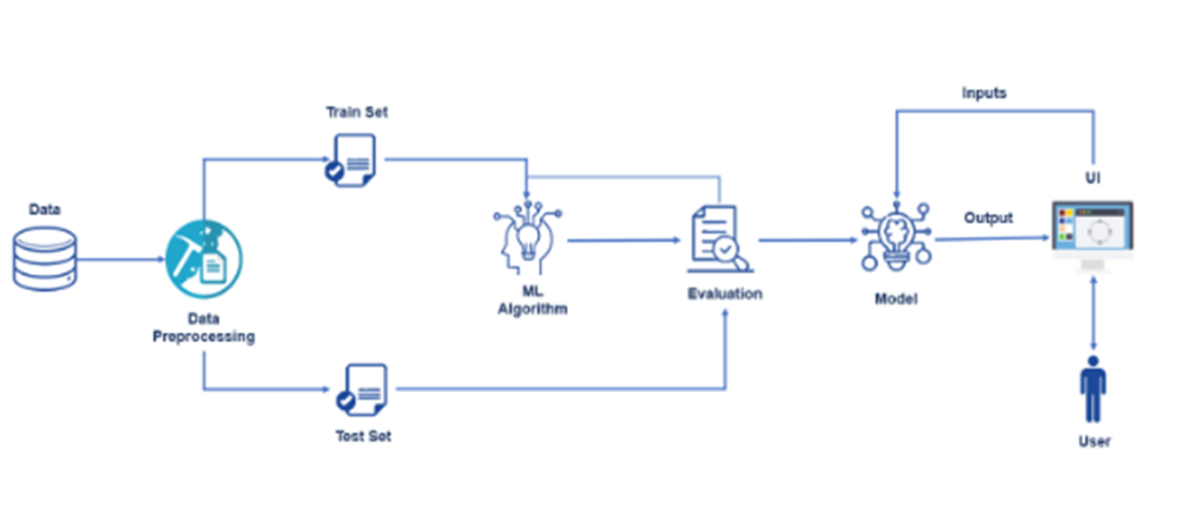 Inputs
Train Set
UI
Data
Output
ML
Algorithm
Evaluation
Model
Data
Preprocessing
Test Set
User